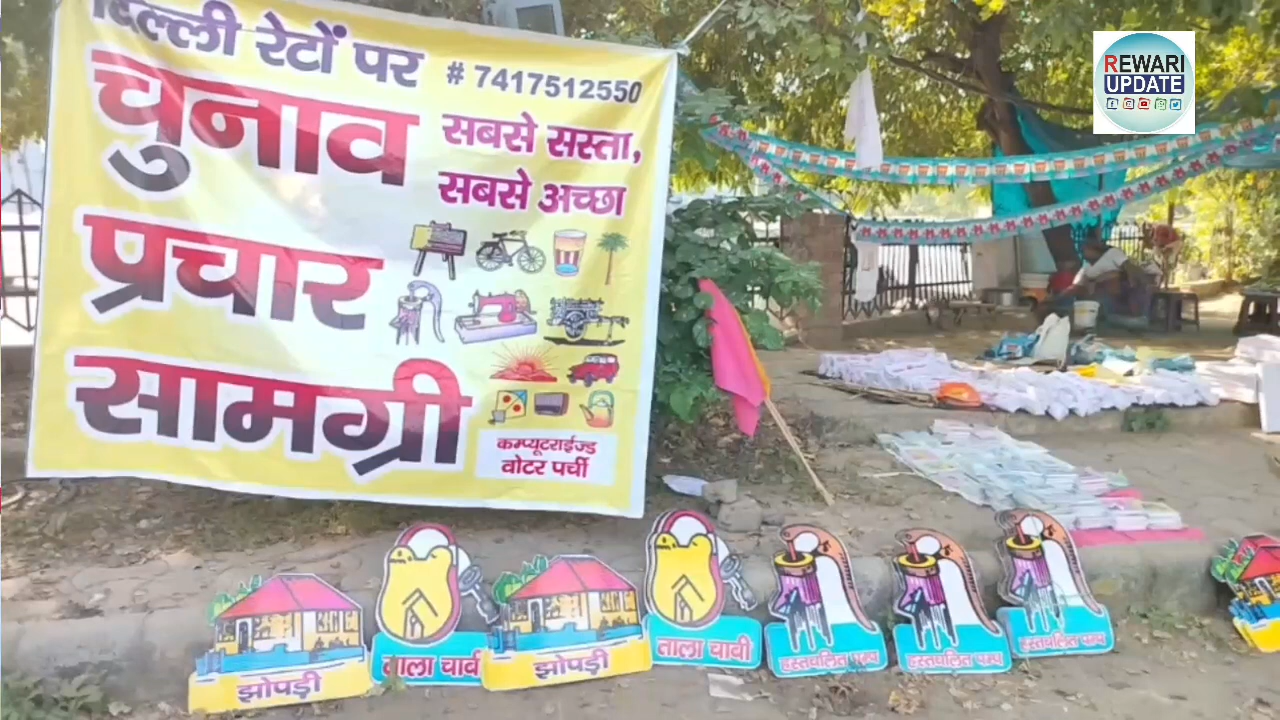 दिल्ली रेटों पर
# 7417512550
चुनाव
प्रचार
सामग्री
सबसे सस्ता,
सबसे अच्छा
कम्प्यूटराईज्ड
वोटर पर्ची
REWARI
UPDATE
झोपड़ी
ताला चावी
झोपड़ी
ताला चावी
हस्तचलित पम्प
हस्तचलित पम्प
हस्तचलित पम्प